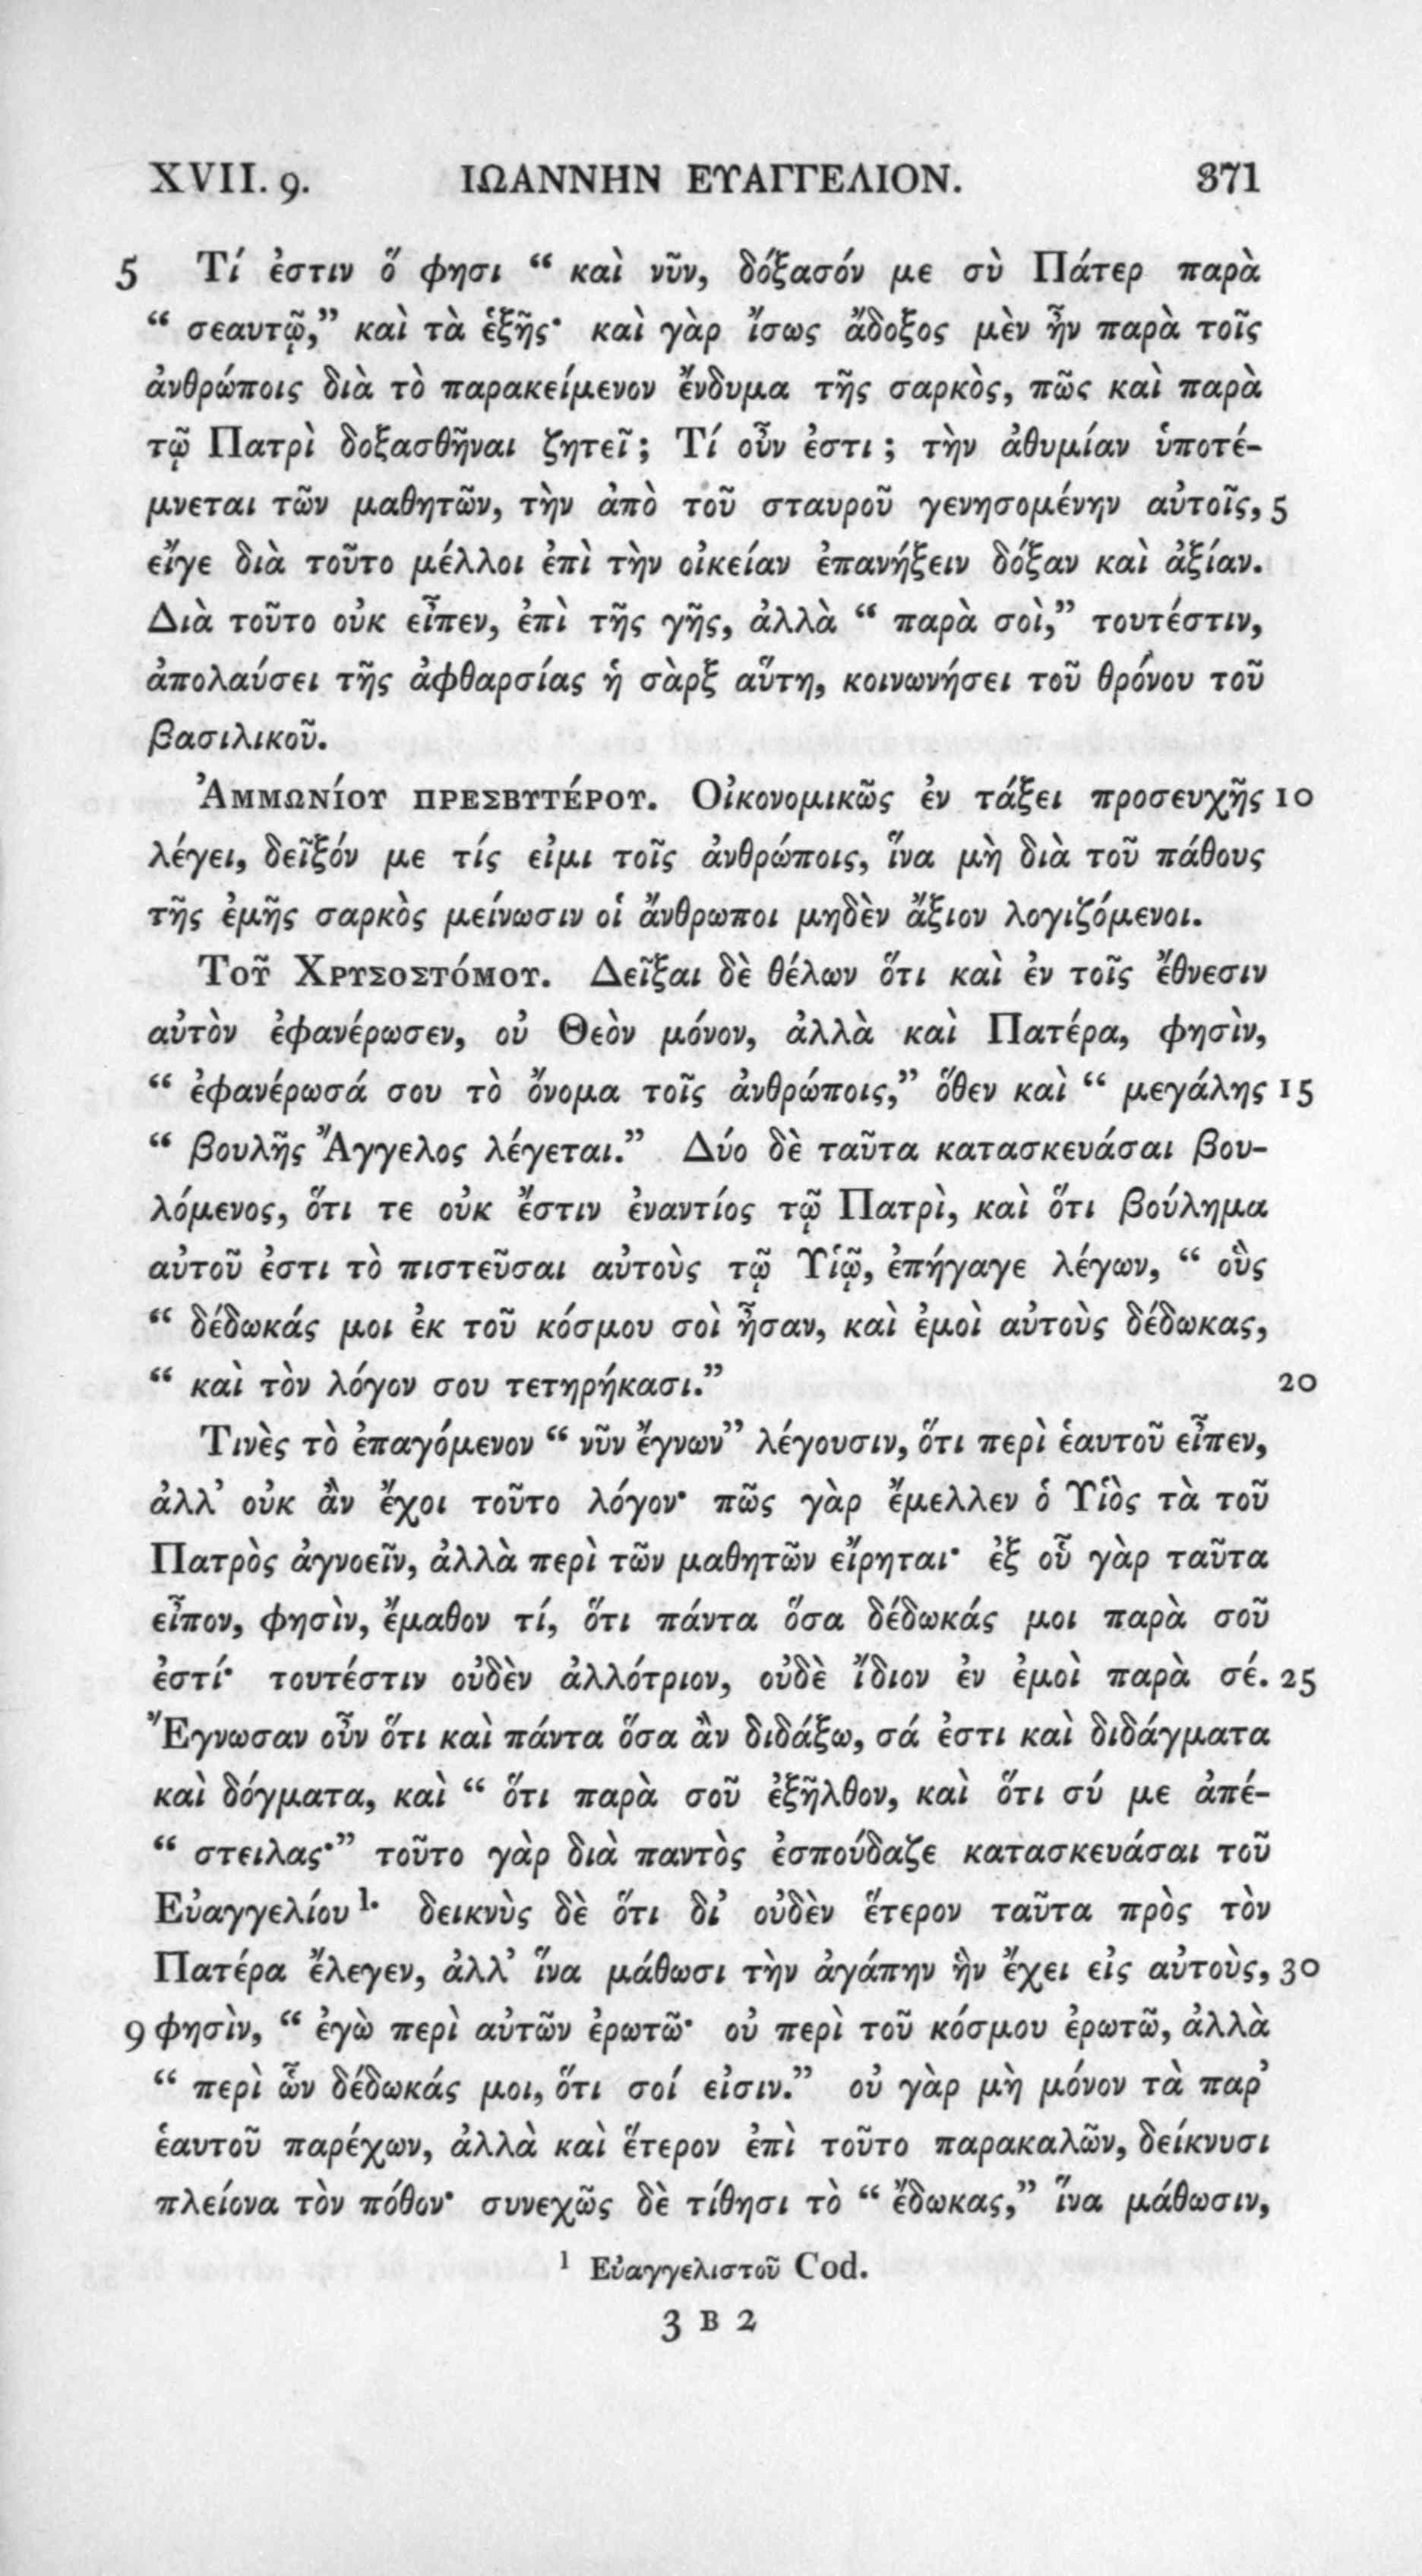 XVII. 9. ΙΩΑΝΝΗΝ ΕΥΑΓΓΕΛΙΟΝ. 371
5 Τί ἐστιν ὅ φησι “ καὶ νῦν, δόξασόν με σὺ Πάτερ παρὰ
“ σεαυτῷ,” καὶ τὰ ἑξῆς· καὶ γὰρ ἴσως ἄδοξος μὲν ἦν παρὰ τοῖς
ἀνθρώποις διὰ τὸ παρακείμενον ἔνδυμα τῆς σαρκὸς, πῶς καὶ παρὰ
τῷ Πατρὶ δοξασθῆναι ζητεῖ; Τί οὖν ἐστι; τὴν ἀθυμίαν ὑποτέ-
μνεται τῶν μαθητῶν, τὴν ἀπὸ τοῦ σταυροῦ γενησομένην αὐτοῖς, 5
εἴγε διὰ τοῦτο μέλλοι ἐπὶ τὴν οἰκείαν ἐπανήξειν δόξαν καὶ ἀξίαν.
Διὰ τοῦτο οὐκ εἶπεν, ἐπὶ τῆς γῆς, ἀλλὰ “ παρὰ σοὶ,” τουτέστιν,
ἀπολαύσει τῆς ἀφθαρσίας ἡ σὰρξ αὕτη, κοινωνήσει τοῦ θρόνου τοῦ
βασιλικοῦ.
Ἀμμωνίου πρεσβυτέρου. Οἰκονομικῶς ἐν τάξει προσευχῆς 10
λέγει, δεῖξόν με τίς εἰμι τοῖς ἀνθρώποις, ἵνα μὴ διὰ τοῦ πάθους
τῆς ἐμῆς σαρκὸς μείνωσιν οἱ ἄνθρωποι μηδὲν ἄξιον λογιζόμενοι.
Τοῦ Χρυσοστόμου. Δεῖξαι δὲ θέλων ὅτι καὶ ἐν τοῖς ἔθνεσιν
αὐτὸν ἐφανέρωσεν, οὐ Θεὸν μόνον, ἀλλὰ καὶ Πατέρα, φησὶν,
“ ἐφανέρωσά σου τὸ ὄνομα τοῖς ἀνθρώποις,” ὅθεν καὶ “ μεγάλης 15
“ βουλῆς Ἄγγελος λέγεται.” Δύο δὲ ταῦτα κατασκευάσαι βου-
λόμενος, ὅτι τε οὐκ ἔστιν ἐναντίος τῷ Πατρὶ, καὶ ὅτι βούλημα
αὐτοῦ ἐστι τὸ πιστεῦσαι αὐτοὺς τῷ Υἱῷ, ἐπήγαγε λέγων, “ οὓς
“ δέδωκάς μοι ἐκ τοῦ κόσμου σοὶ ἦσαν, καὶ ἐμοὶ αὐτοὺς δέδωκας,
“ καὶ τὸν λόγον σου τετηρήκασι.” 20
Τινὲς τὸ ἐπαγόμενον “ νῦν ἔγνων” λέγουσιν, ὅτι περὶ ἑαυτοῦ εἶπεν,
ἀλλ’ οὐκ ἂν ἔχοι τοῦτο λόγον· πῶς γὰρ ἔμελλεν ὁ Υἱὸς τὰ τοῦ
Πατρὸς ἀγνοεῖν, ἀλλὰ περὶ τῶν μαθητῶν εἴρηται· ἐξ οὗ γὰρ ταῦτα
εἶπον, φησὶν, ἔμαθον τί, ὅτι πάντα ὅσα δέδωκάς μοι παρὰ σοῦ
ἐστί· τουτέστιν οὐδὲν ἀλλότριον, οὐδὲ ἴδιον ἐν ἐμοὶ παρὰ σέ. 25
Ἔγνωσαν οὖν ὅτι καὶ πάντα ὅσα ἂν διδάξω, σά ἐστι καὶ διδάγματα
καὶ δόγματα, καὶ “ ὅτι παρὰ σοῦ ἐξῆλθον, καὶ ὅτι σύ με ἀπέ-
“ στειλας·” τοῦτο γὰρ διὰ παντὸς ἐσπούδαζε κατασκευάσαι τοῦ
Εὐαγγελίου¹· δεικνὺς δὲ ὅτι δι’ οὐδὲν ἕτερον ταῦτα πρὸς τὸν
Πατέρα ἔλεγεν, ἀλλ’ ἵνα μάθωσι τὴν ἀγάπην ἣν ἔχει εἰς αὐτοὺς, 30
9 φησὶν, “ ἐγὼ περὶ αὐτῶν ἐρωτῶ· οὐ περὶ τοῦ κόσμου ἐρωτῶ, ἀλλὰ
“ περὶ ὧν δέδωκάς μοι, ὅτι σοί εἰσιν.” οὐ γὰρ μὴ μόνον τὰ παρ’
ἑαυτοῦ παρέχων, ἀλλὰ καὶ ἕτερον ἐπὶ τοῦτο παρακαλῶν, δείκνυσι
πλείονα τὸν πόθον· συνεχῶς δὲ τίθησι τὸ “ ἔδωκας,” ἵνα μάθωσιν,
¹ Εὐαγγελιστοῦ Cod.
3 B 2